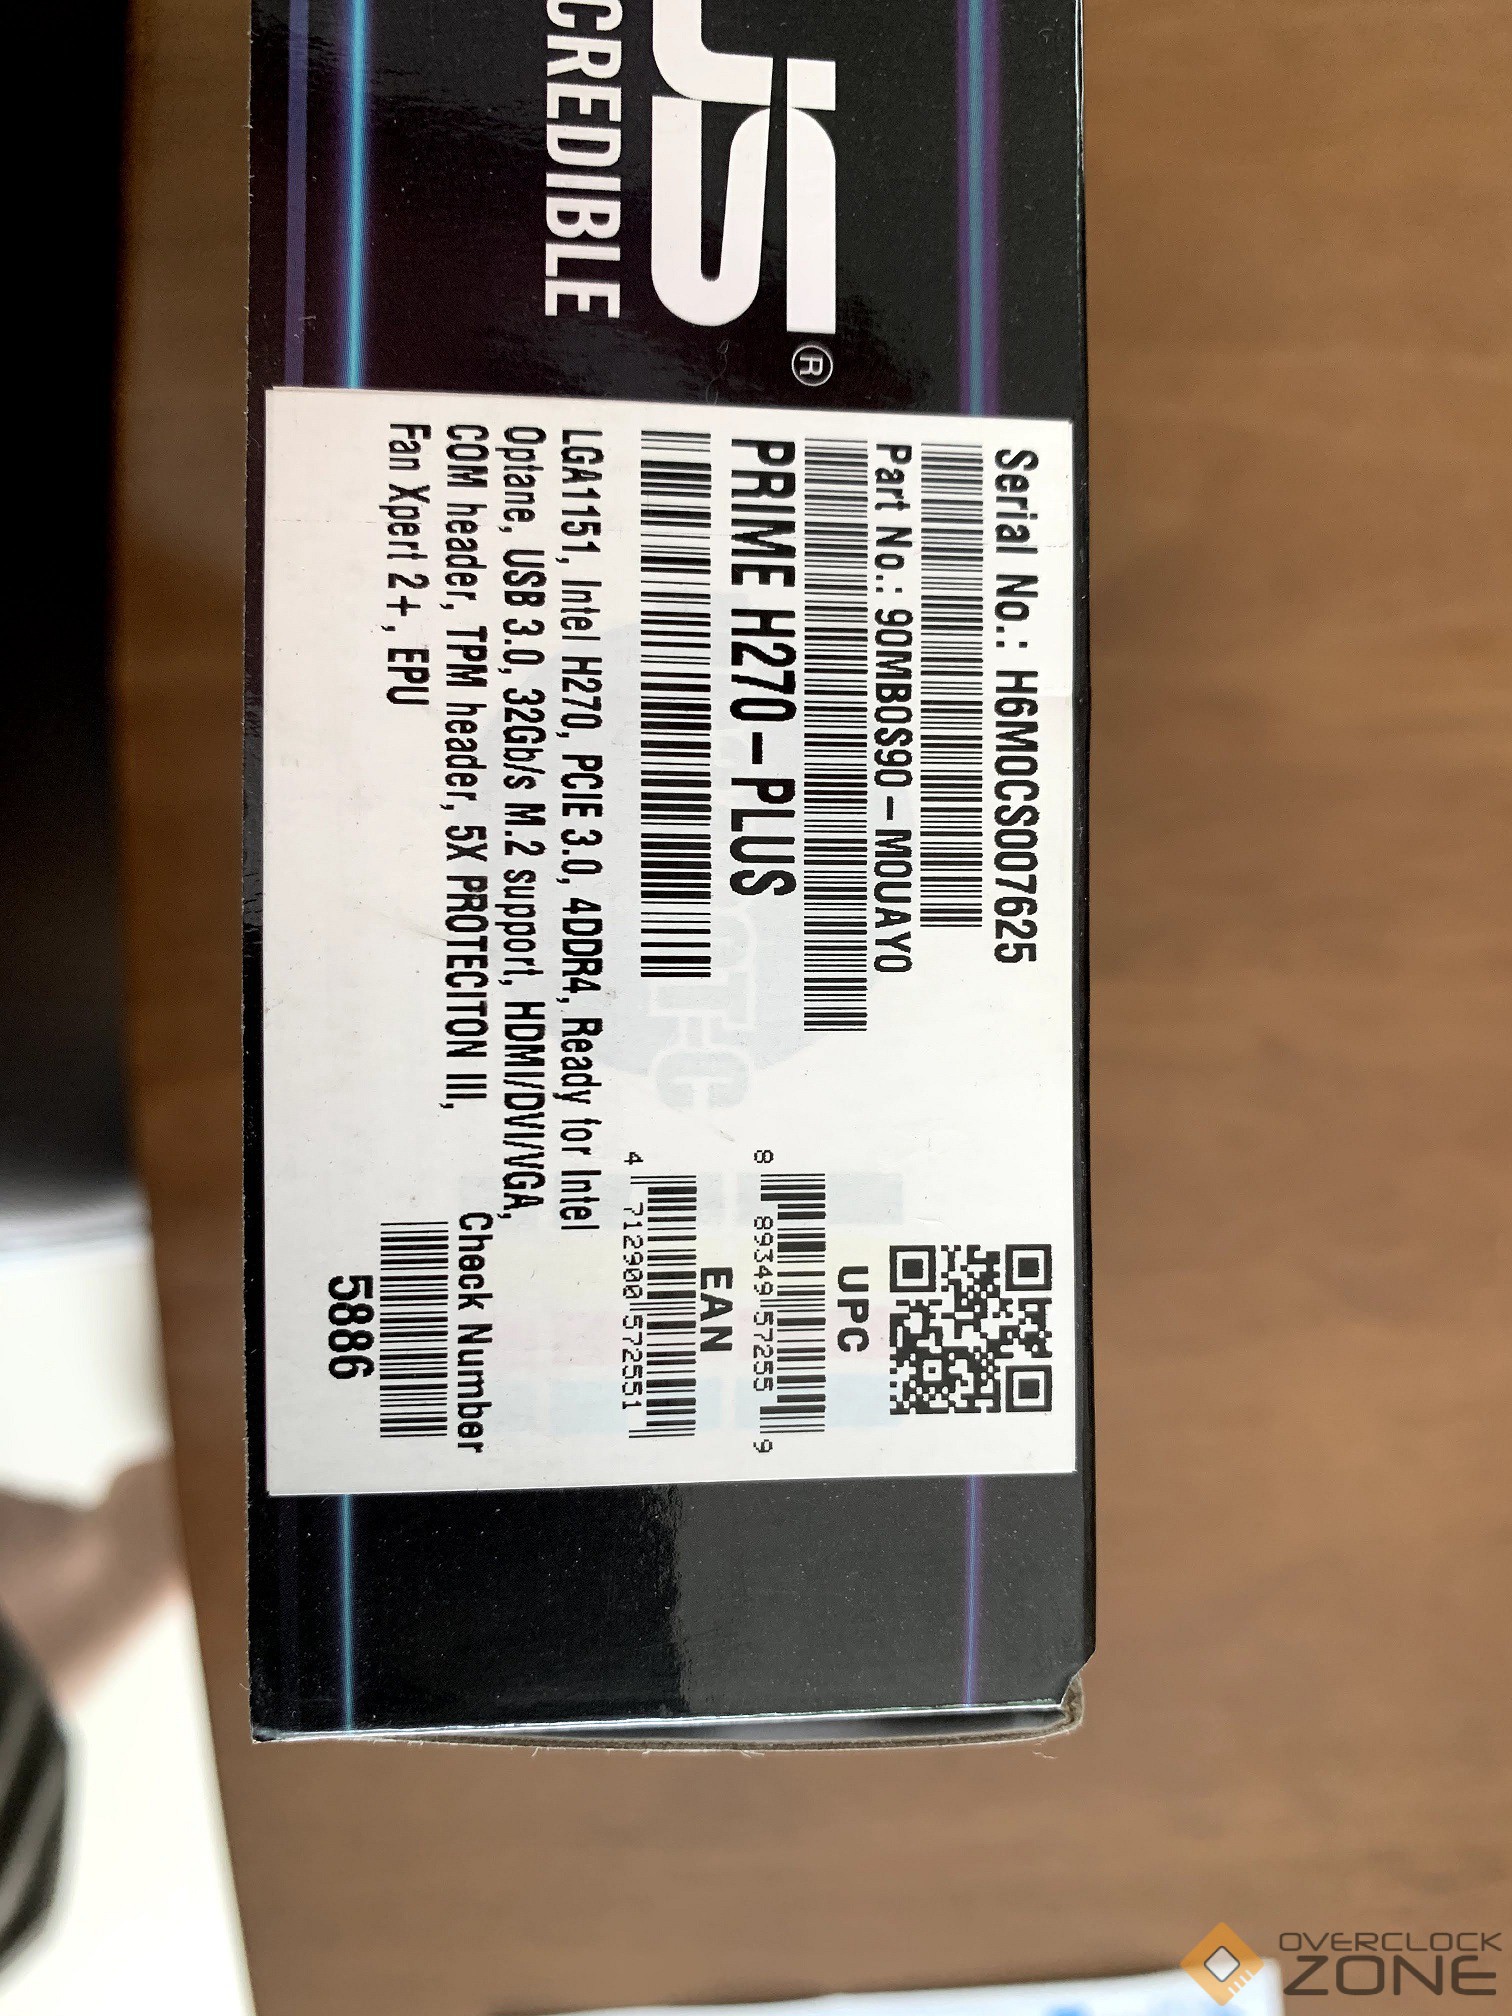 CREDIBLE
®
Serial No.: H6M0CS007625
Part No.: 90MB0S90-M0UAY0
PRIME H270-PLUS
UPC
8 89349 57255 9
EAN
4 712900 572551
LGA1151, Intel H270, PCIE 3.0, 4DDR4, Ready for Intel
Optane, USB 3.0, 32Gb/s M.2 support, HDMI/DVI/VGA,
COM header, TPM header, 5X PROTECITON III,
Fan Xpert 2+, EPU
Check Number
5886
OVERCLOCK
ZONE